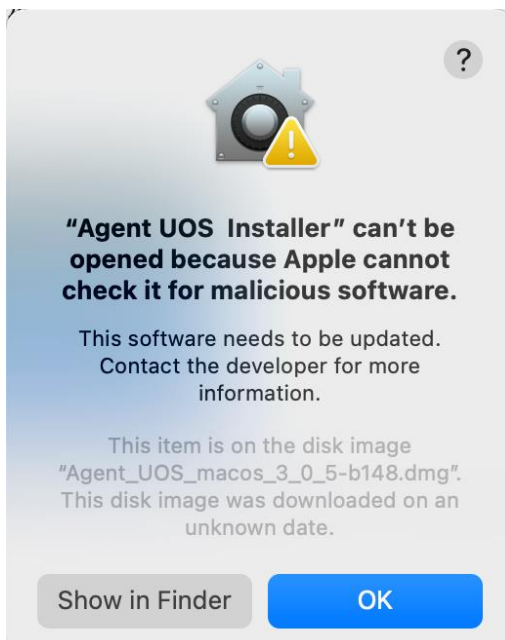 ?
“Agent UOS  Installer” can’t be
opened because Apple cannot
check it for malicious software.
This software needs to be updated.
Contact the developer for more
information.
This item is on the disk image
“Agent_UOS_macos_3_0_5-b148.dmg”.
This disk image was downloaded on an
unknown date.
Show in Finder
OK